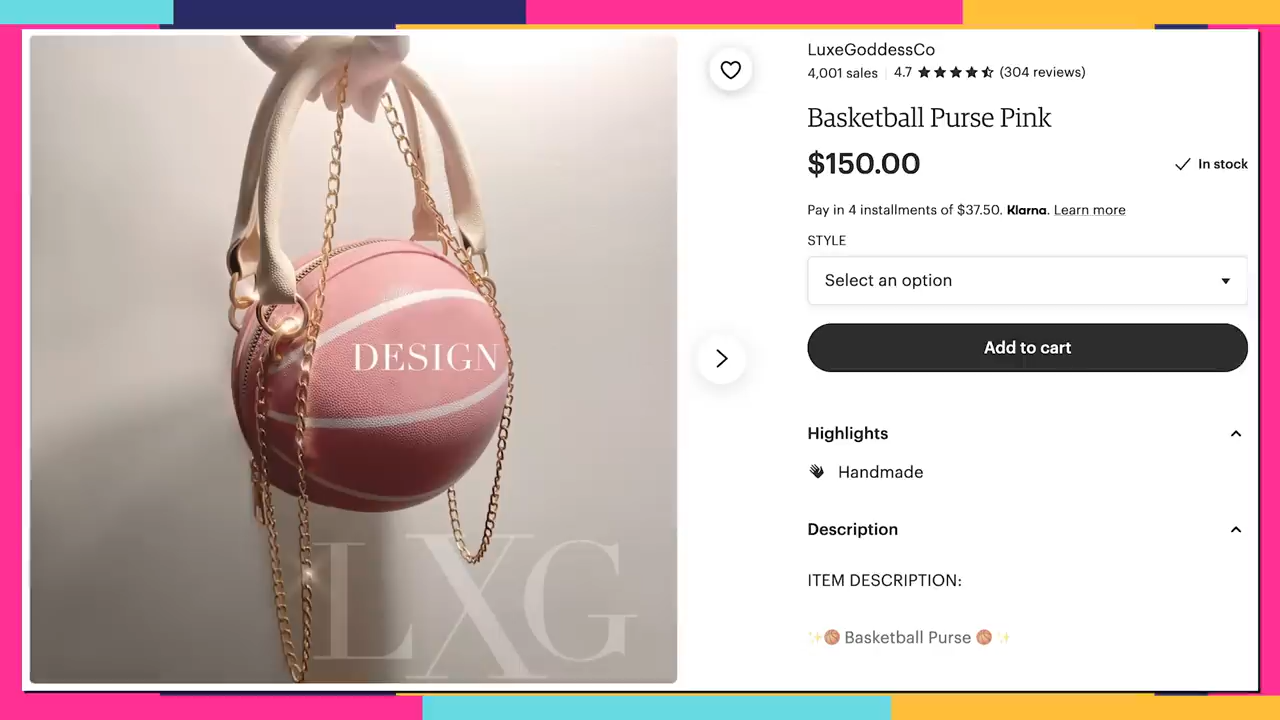 DESIGN
LXG
LuxeGoddessCo
4,001 sales 4.7 (304 reviews)
Basketball Purse Pink
$150.00
In stock
Pay in 4 installments of $37.50. Klarna. Learn more
STYLE
Select an option
Add to cart
Highlights
Handmade
Description
ITEM DESCRIPTION:
✨🏀 Basketball Purse 🏀✨